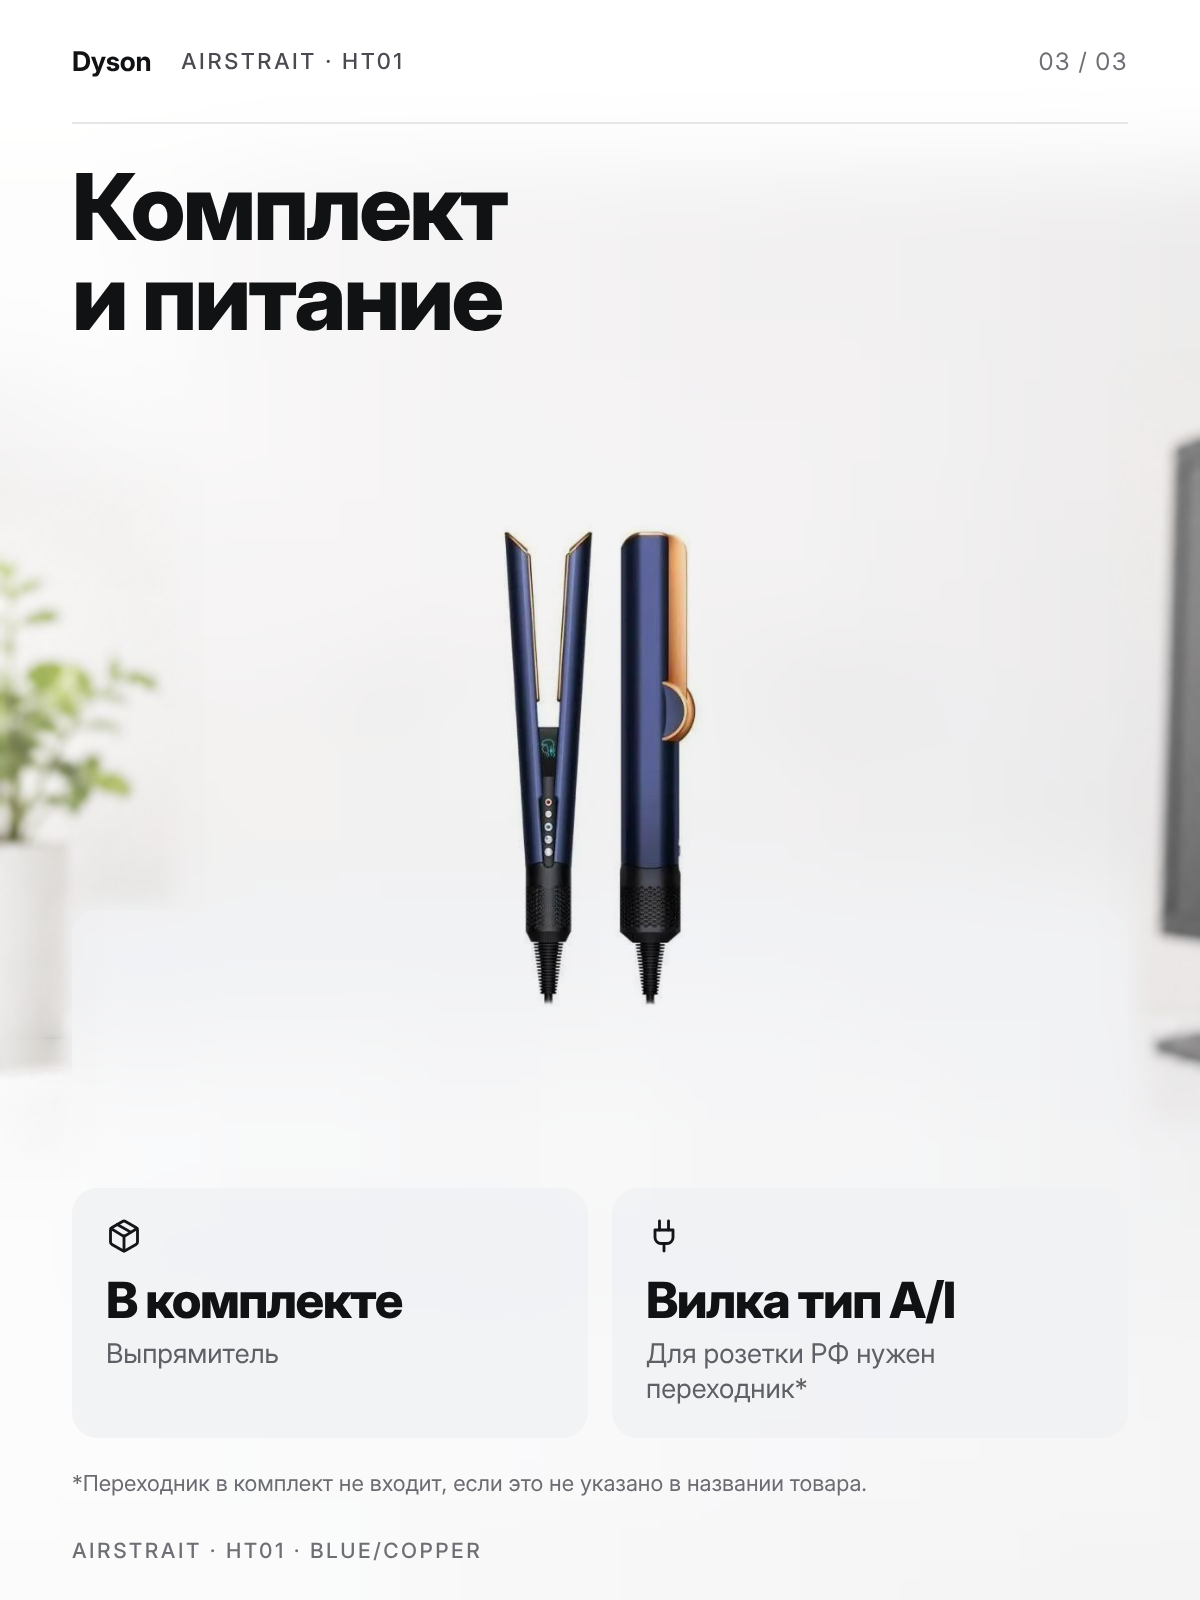 Dyson AIRSTRAIT · HT01 03 / 03
Комплект
и питание
В комплекте
Выпрямитель
Вилка тип A/I
Для розетки РФ нужен
переходник*
*Переходник в комплект не входит, если это не указано в названии товара.
AIRSTRAIT · HT01 · BLUE/COPPER